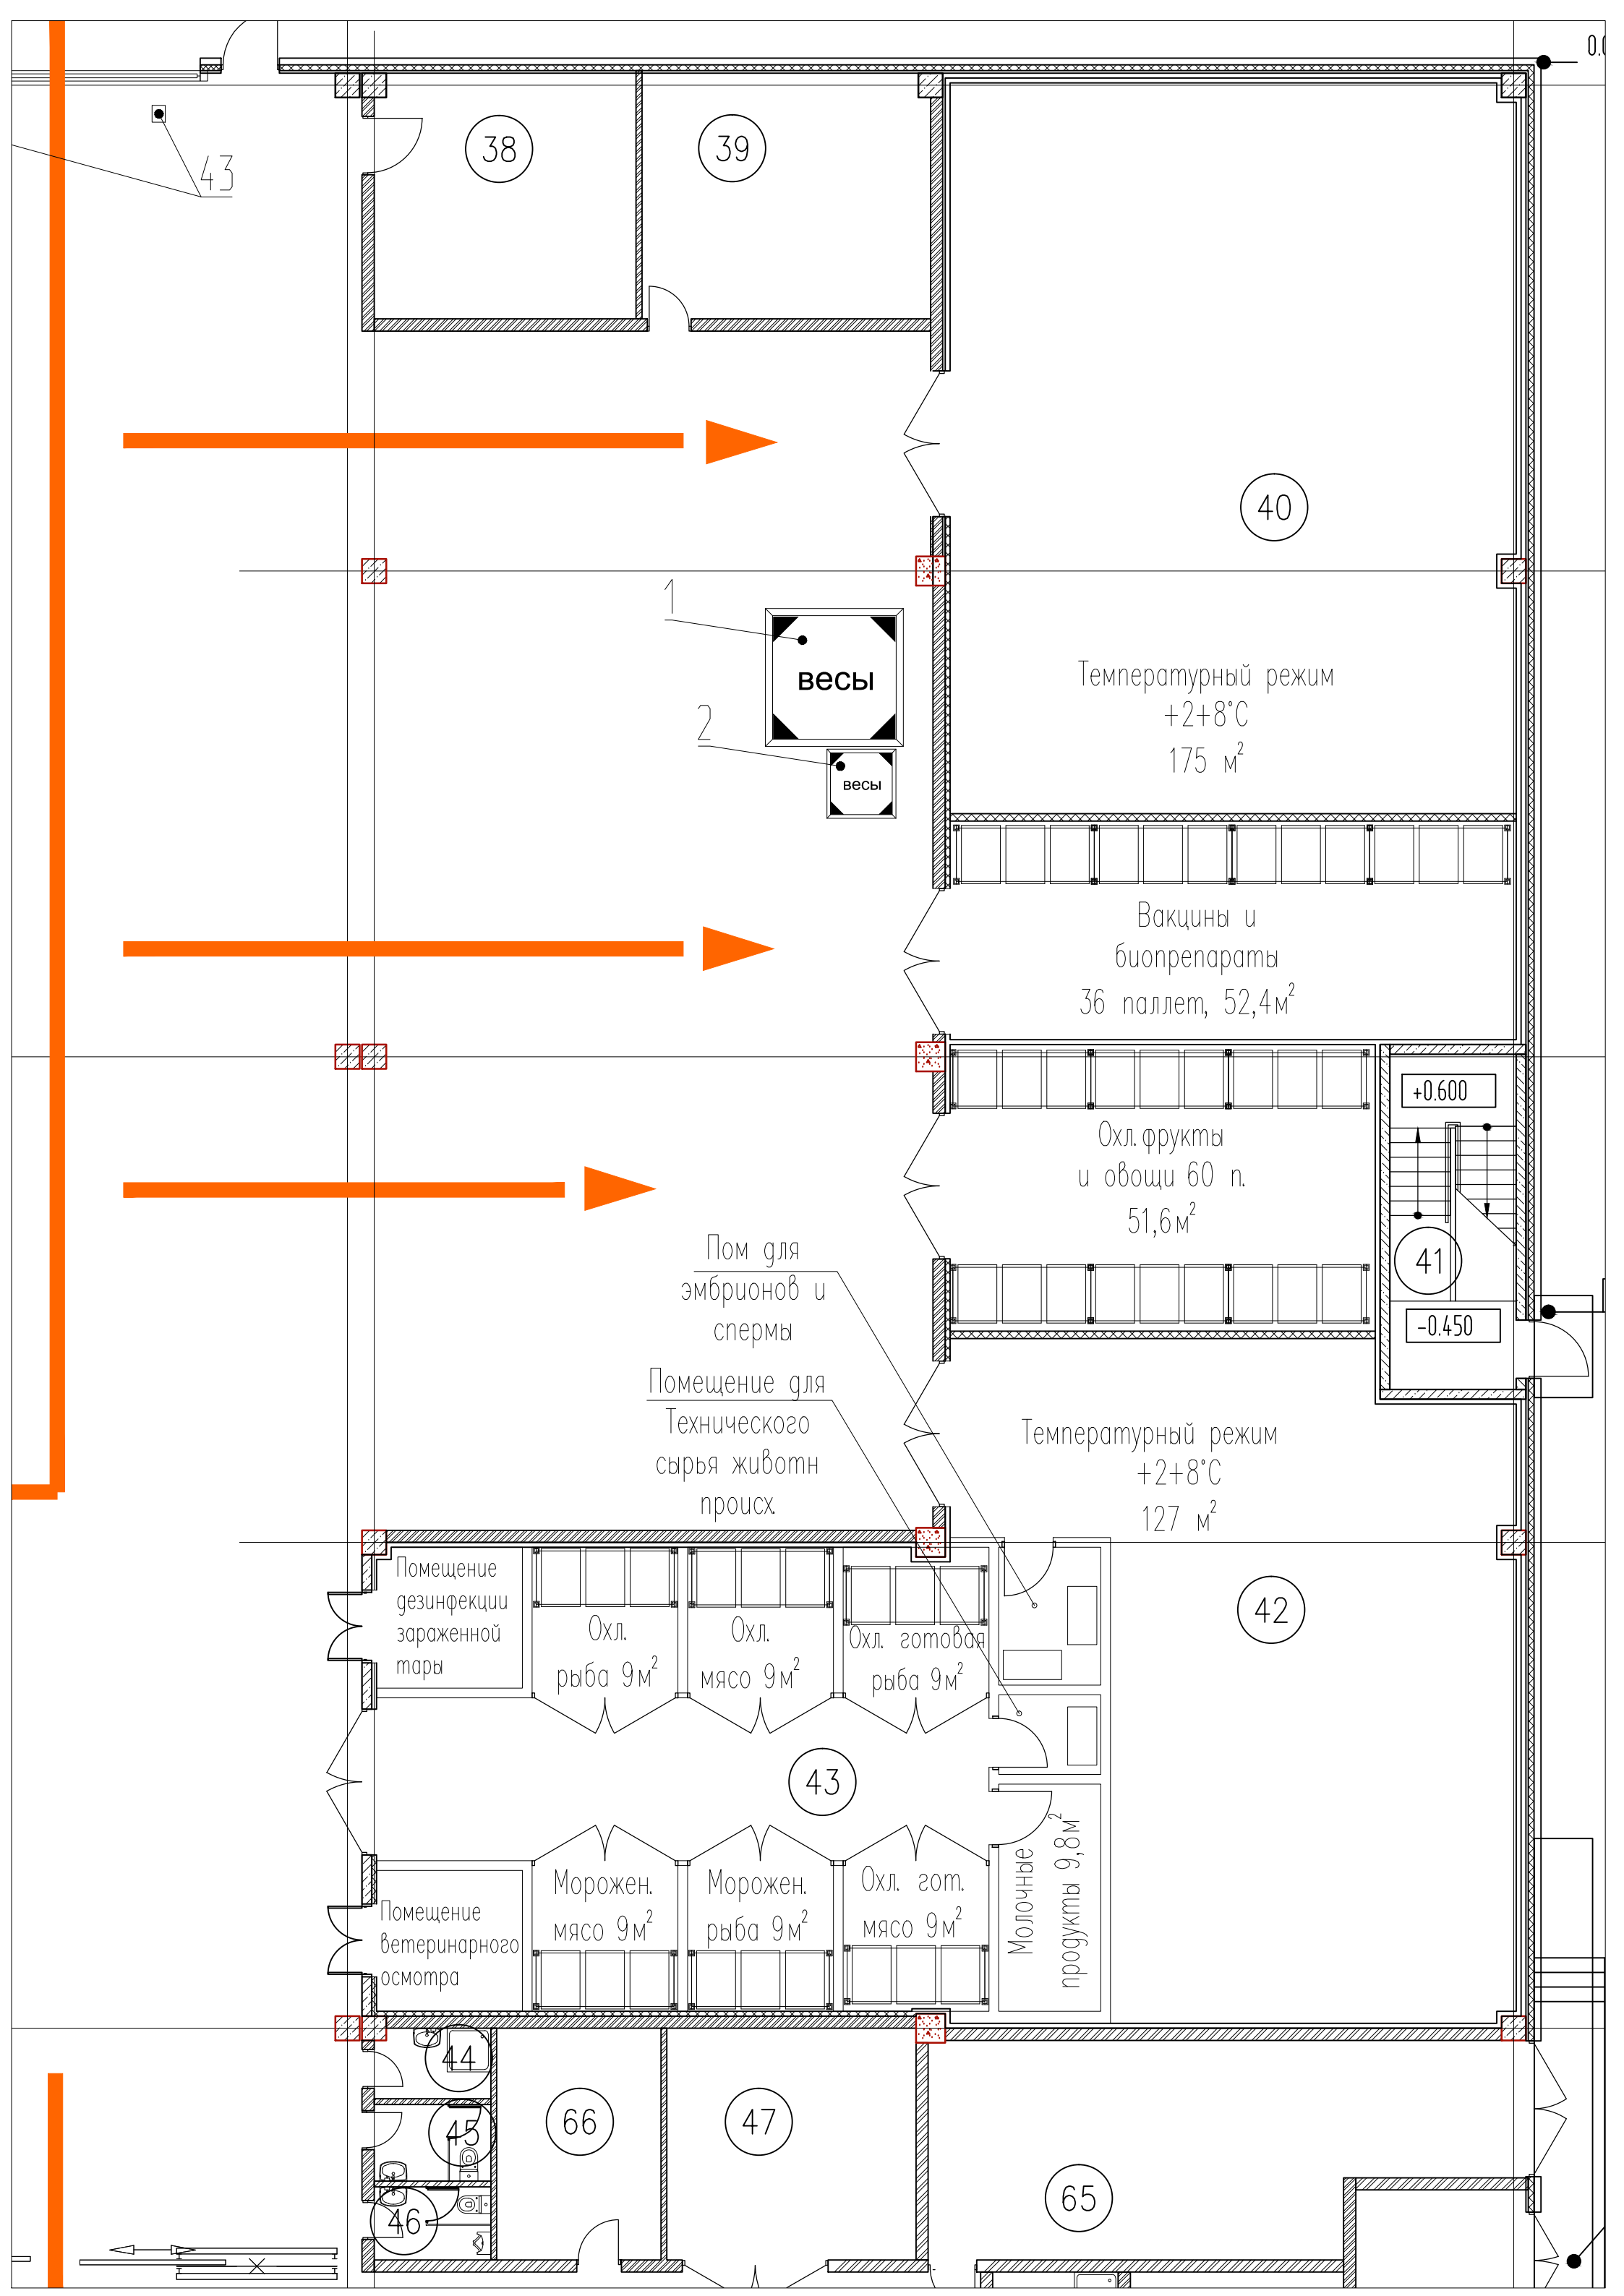 0.0
43
38
39
40
1
весы
2
весы
Температурный режим
+2+8°С
175 м²
Вакцины и
биопрепараты
36 паллет, 52,4м²
+0.600
Охл.фрукты
и овощи 60 п.
51,6м²
41
-0.450
Пом для
эмбрионов и
спермы
Помещение для
Технического
сырья животн
происх.
Температурный режим
+2+8°С
127 м²
42
Помещение
дезинфекции
зараженной
тары
Охл.
рыба 9м²
Охл.
мясо 9м²
Охл. готовая
рыба 9м²
43
Молочные
продукты 9,8м²
Помещение
ветеринарного
осмотра
Морожен.
мясо 9м²
Морожен.
рыба 9м²
Охл. гот.
мясо 9м²
44
45
46
66
47
65